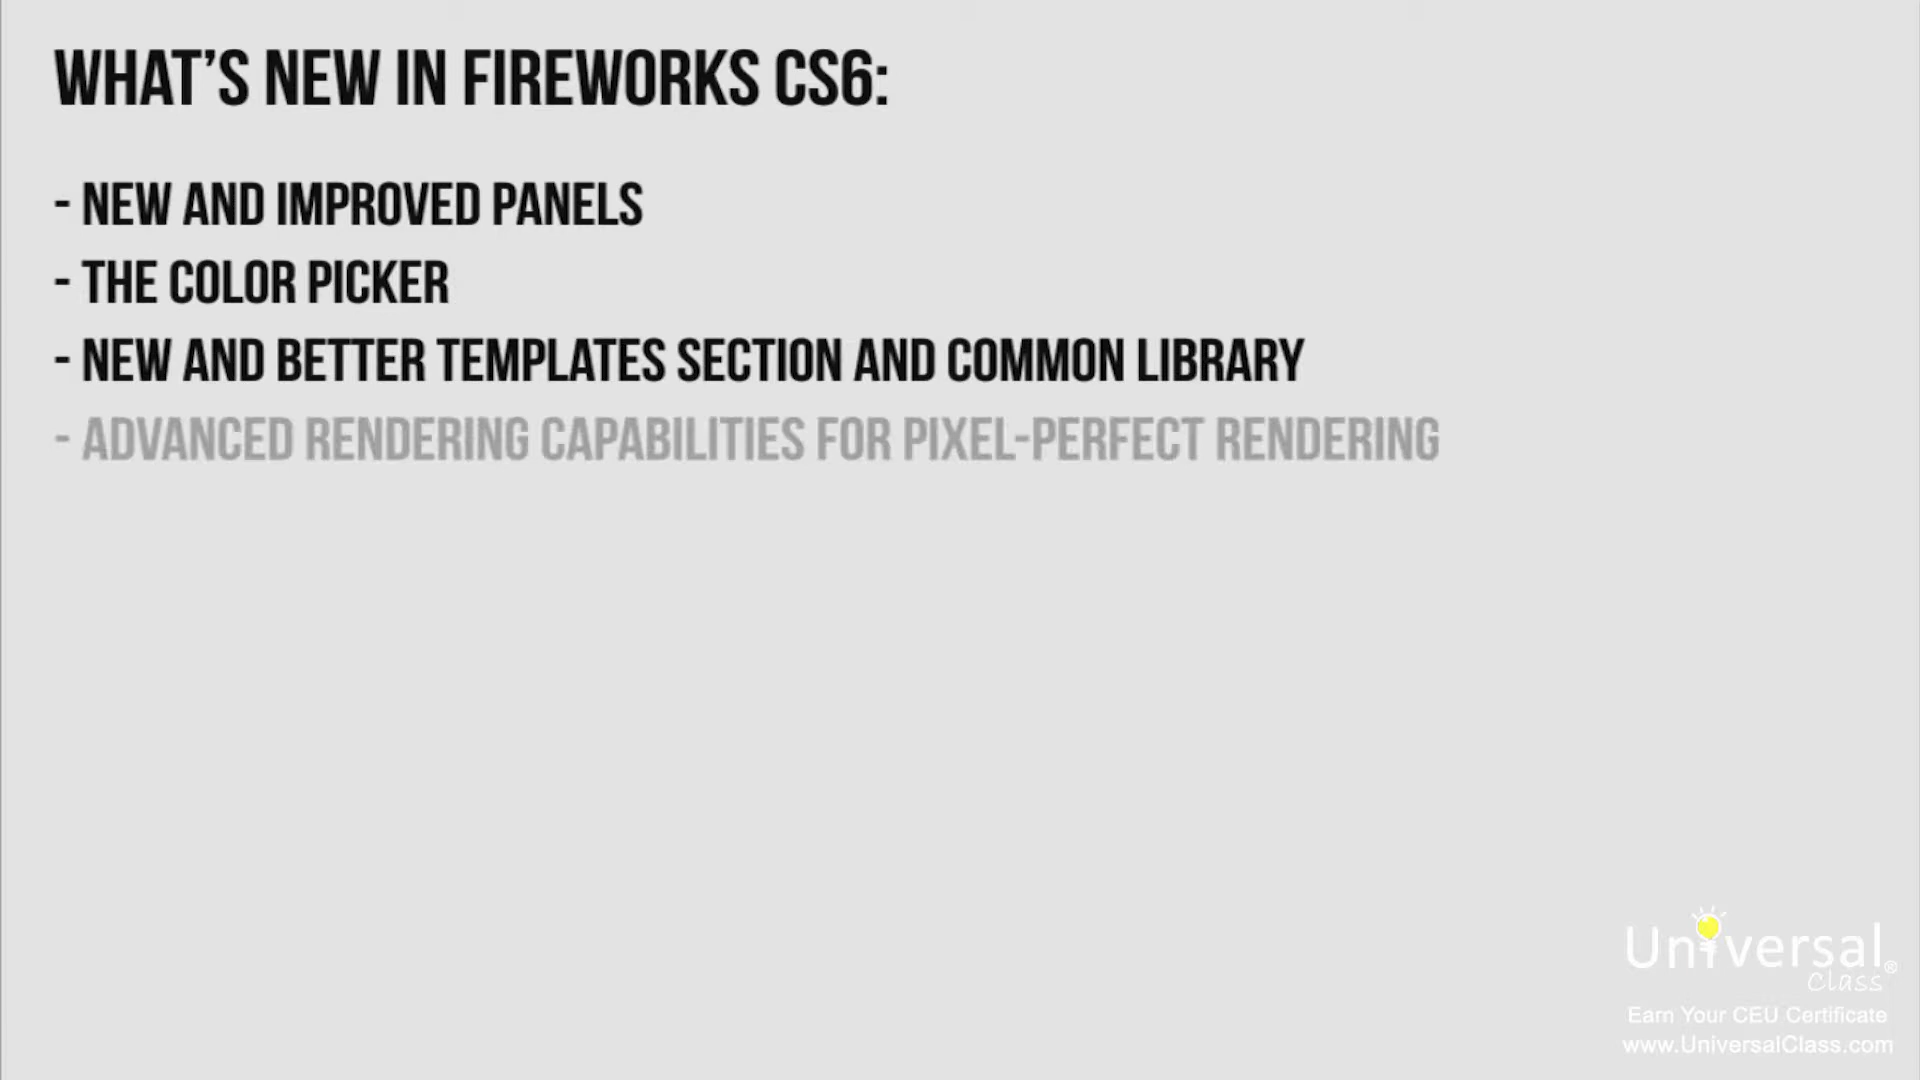 WHAT'S NEW IN FIREWORKS CS6:
- NEW AND IMPROVED PANELS
- THE COLOR PICKER
- NEW AND BETTER TEMPLATES SECTION AND COMMON LIBRARY
- ADVANCED RENDERING CAPABILITIES FOR PIXEL-PERFECT RENDERING
Universal®
Class
Earn Your CEU Certificate
www.UniversalClass.com